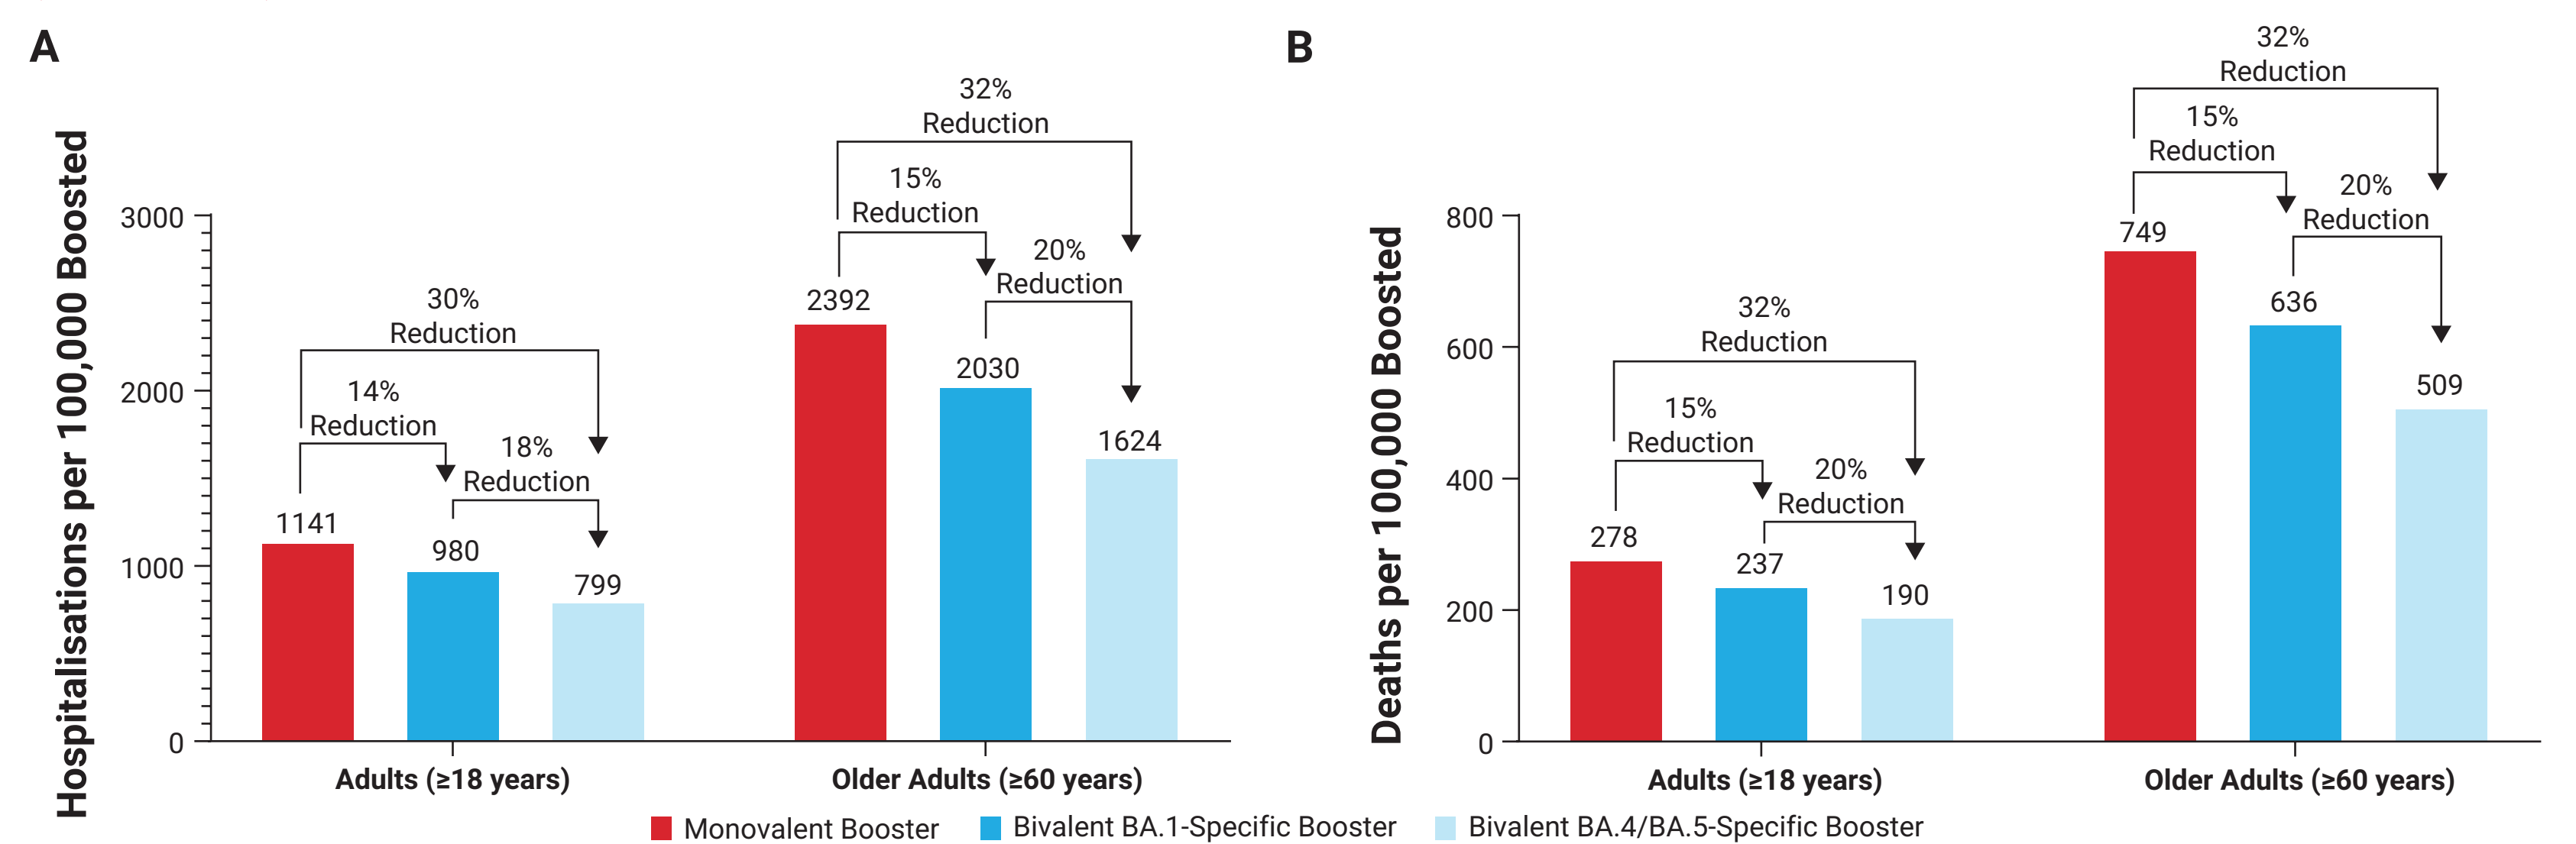 A
Hospitalisations per 100,000 Boosted
3000
2000
1000
0
30%
Reduction
14%
Reduction
18%
Reduction
1141
980
799
32%
Reduction
15%
Reduction
20%
Reduction
2392
2030
1624
Adults (≥18 years)
Older Adults (≥60 years)
B
Deaths per 100,000 Boosted
800
600
400
200
0
32%
Reduction
15%
Reduction
20%
Reduction
278
237
190
32%
Reduction
15%
Reduction
20%
Reduction
749
636
509
Adults (≥18 years)
Older Adults (≥60 years)
Monovalent Booster
Bivalent BA.1-Specific Booster
Bivalent BA.4/BA.5-Specific Booster